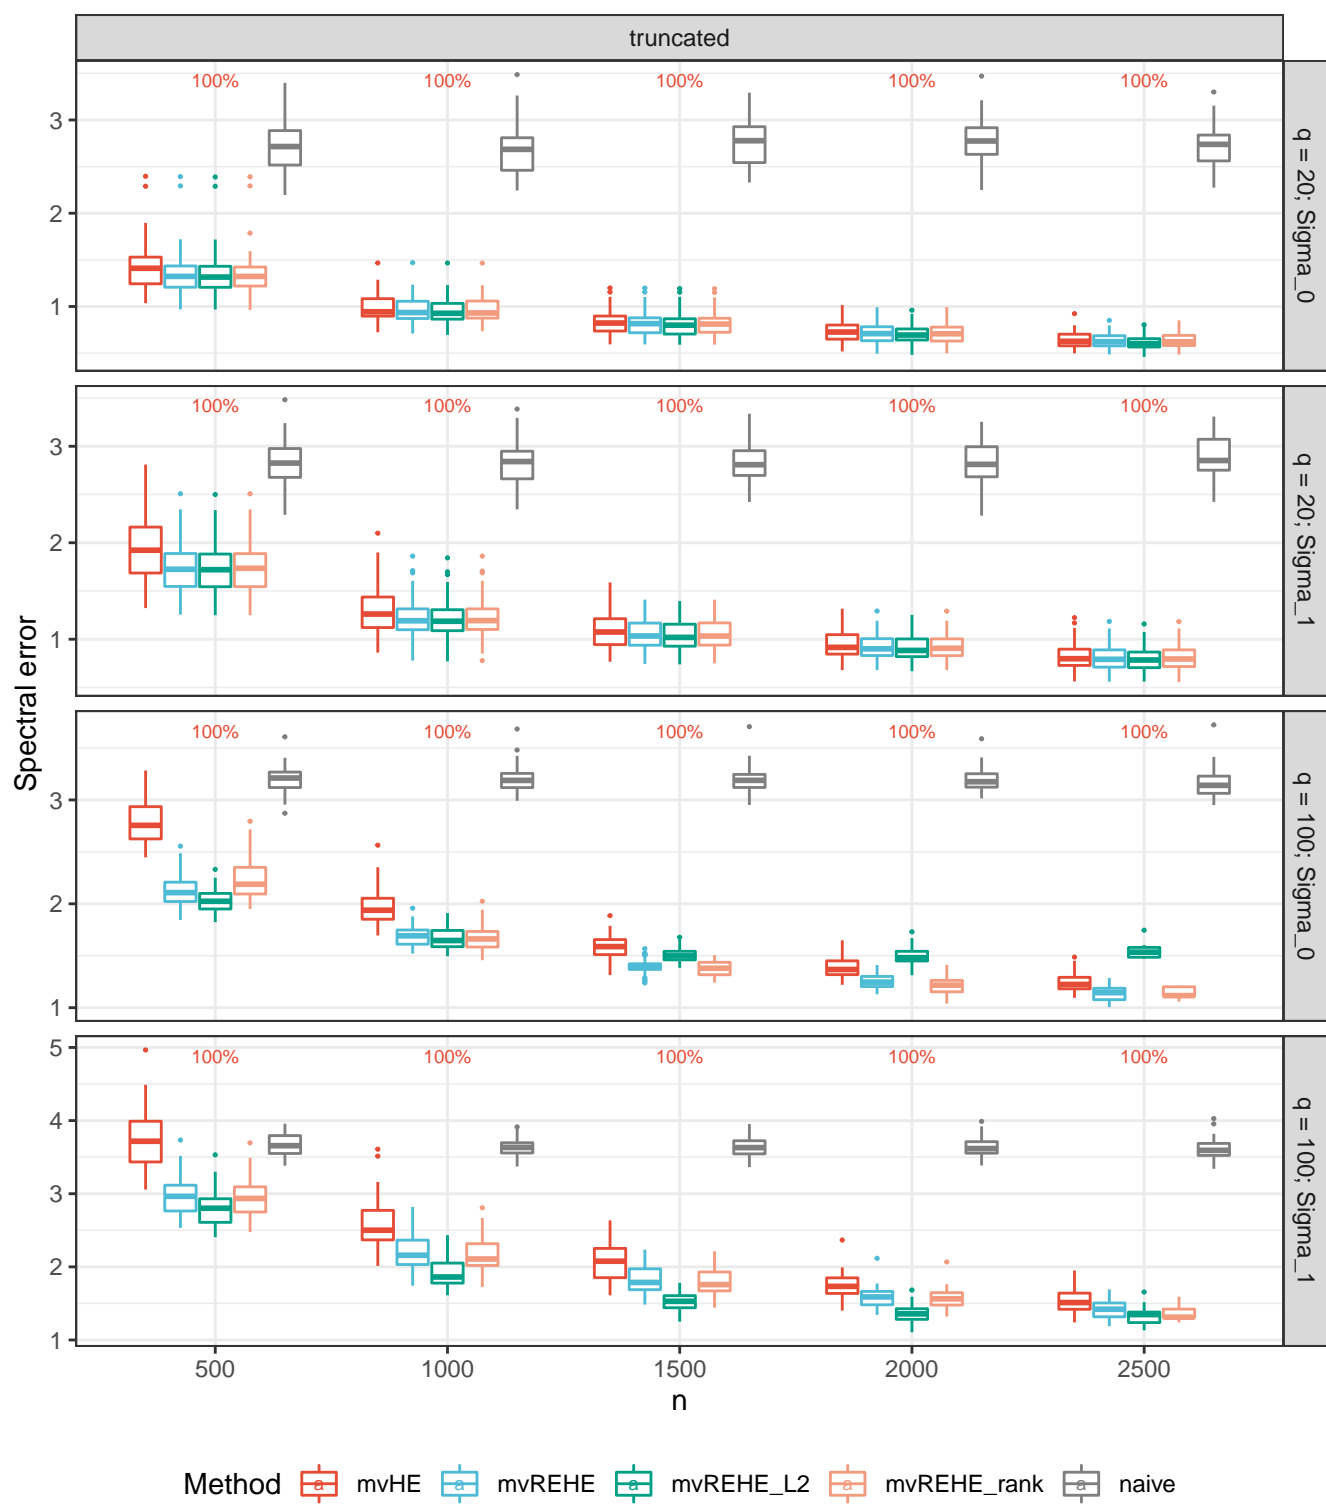 truncated
100% 100% 100% 100% 100%
3
2
1
q = 20; Sigma_0
100% 100% 100% 100% 100%
3
2
1
q = 20; Sigma_1
Spectral error
100% 100% 100% 100% 100%
3
2
1
q = 100; Sigma_0
100% 100% 100% 100% 100%
5
4
3
2
1
q = 100; Sigma_1
500 1000 1500 2000 2500
n
Method a mvHE a mvREHE a mvREHE_L2 a mvREHE_rank a naive